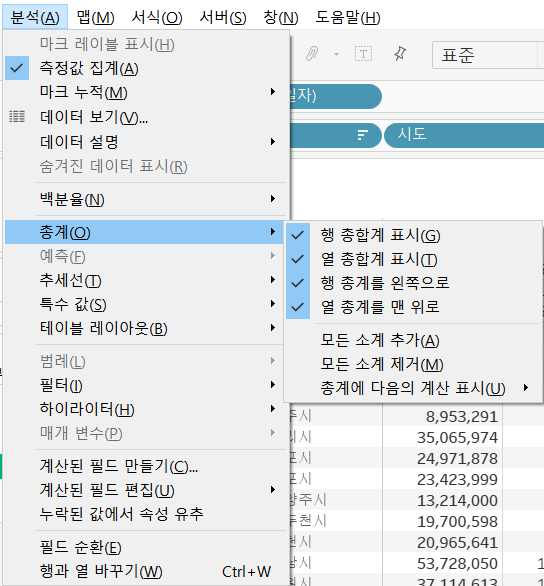 분석(A) 맵(M) 서식(O) 서버(S) 창(N) 도움말(H)
마크 레이블 표시(H)
표준
측정값 집계(A)
일자)
마크 누적(M)
데이터 보기(V)...
데이터 설명
시도
숨겨진 데이터 표시(R)
백분율(N)
총계(O)
행 총합계 표시(G)
예측(F)
열 총합계 표시(T)
추세선(T)
행 총계를 왼쪽으로
특수 값(S)
열 총계를 맨 위로
테이블 레이아웃(B)
모든 소계 추가(A)
범례(L)
모든 소계 제거(M)
필터(I)
총계에 다음의 계산 표시(U)
하이라이터(H)
주시 8,953,291
매개 변수(P)
리시 35,065,974
계산된 필드 만들기(C)...
포시 24,971,878
계산된 필드 편집(U)
포시 23,423,999
양주시 13,214,000
누락된 값에서 속성 유추
두천시 19,700,598
필드 순환(E)
천시 20,965,641
행과 열 바꾸기(W) Ctrl+W
남시 53,728,050 1
원시 37,114,613 1